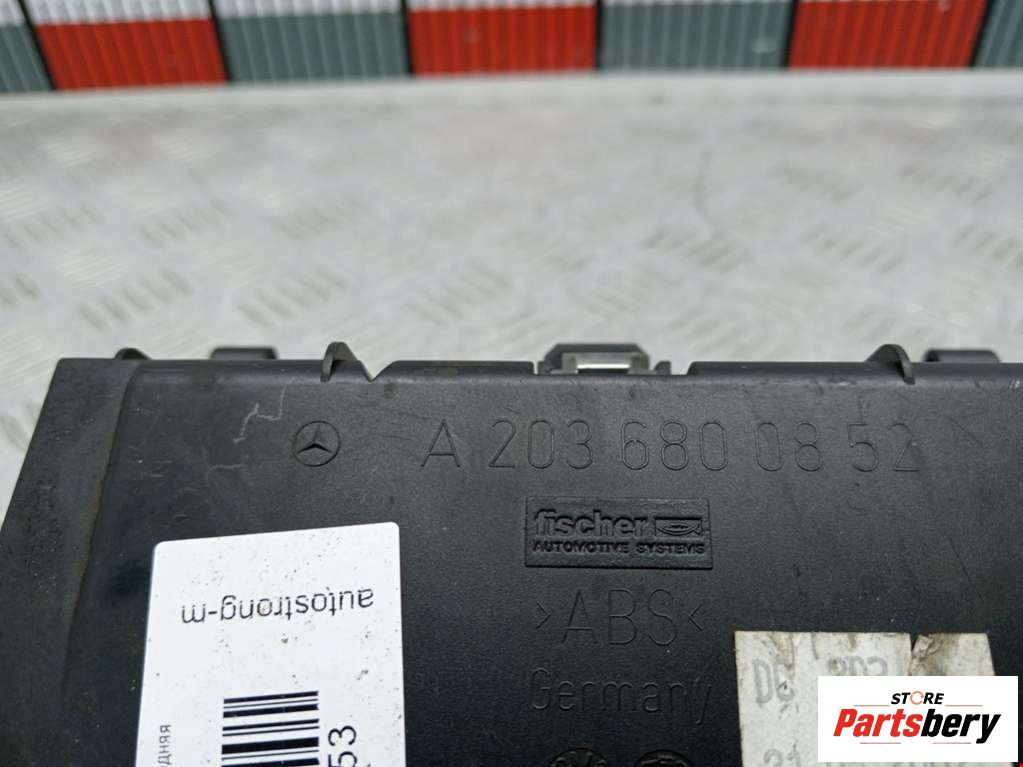 A 203 680 08 52
fischer
AUTOMOTIVE SYSTEMS
>ABS<
Germany
autostrong-m
53
STORE
Partsbery